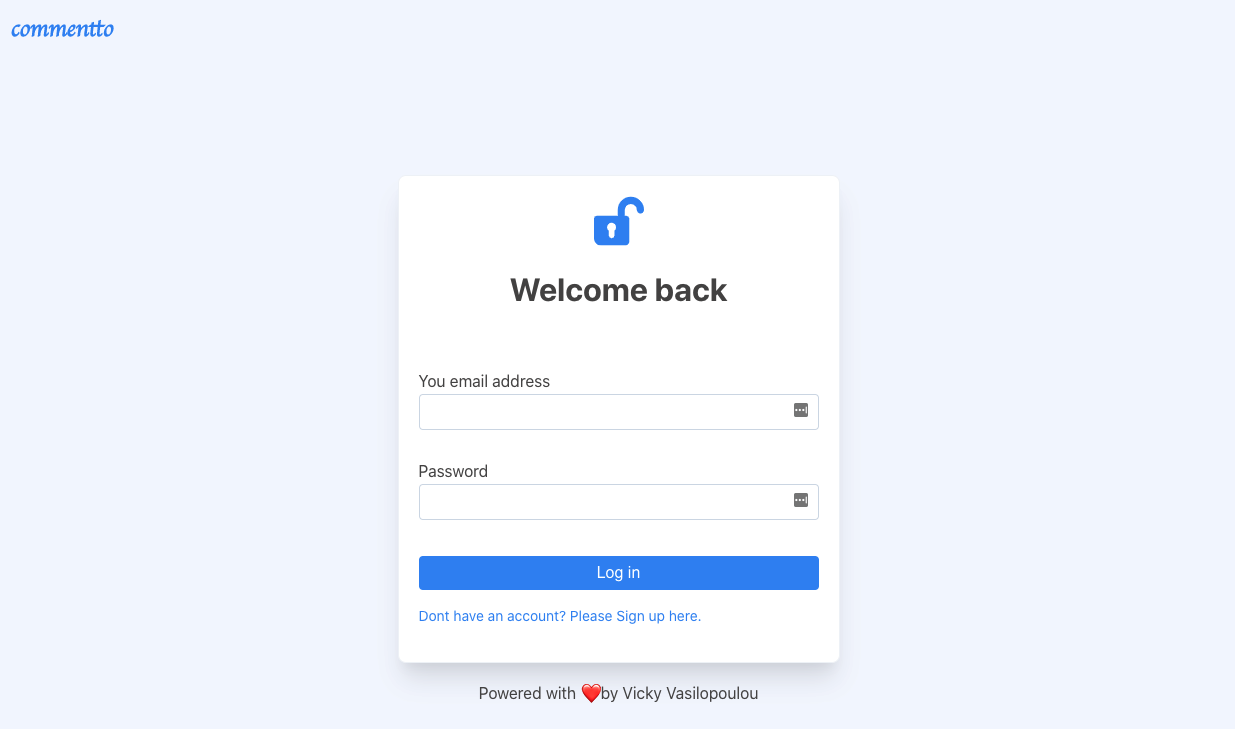 commentto
Welcome back
You email address
Password
Log in
Dont have an account? Please Sign up here.
Powered with ❤️by Vicky Vasilopoulou